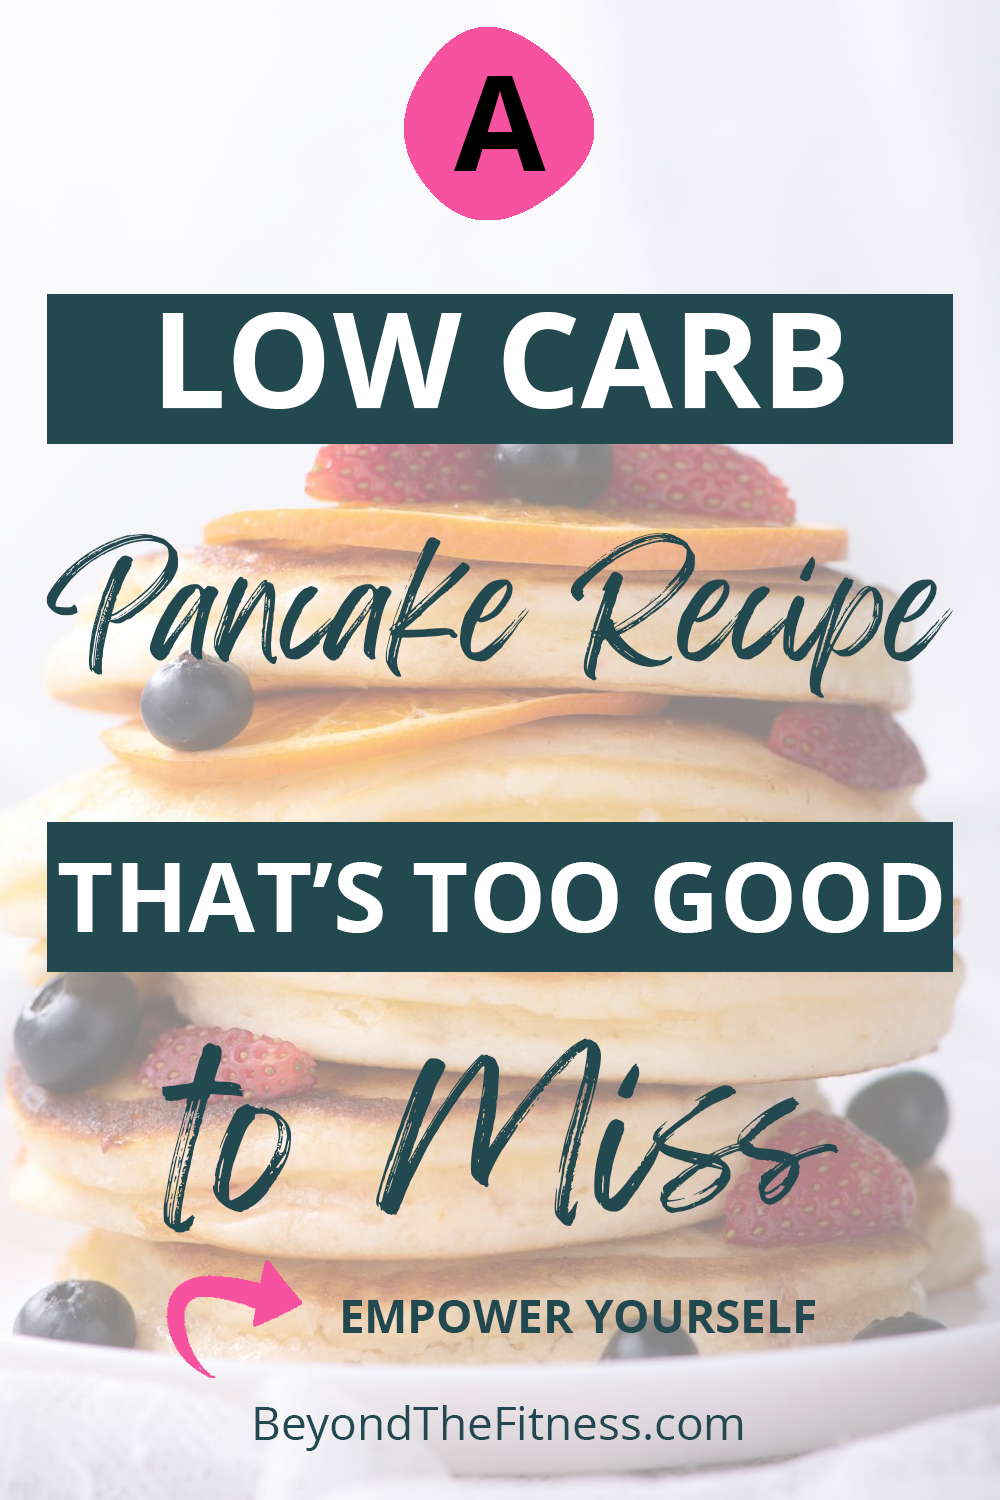 A
LOW CARB
Pancake Recipe
THAT’S TOO GOOD
to Miss
EMPOWER YOURSELF
BeyondTheFitness.com